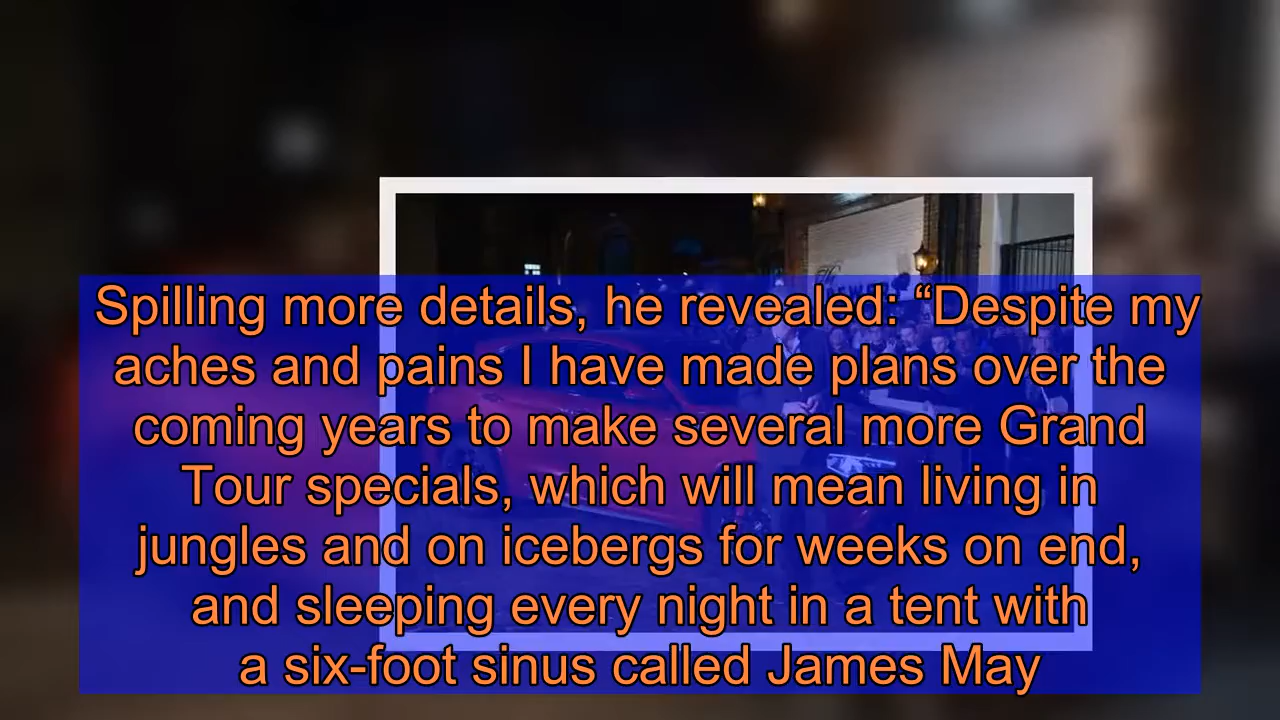 Spilling more details, he revealed: “Despite my
aches and pains I have made plans over the
coming years to make several more Grand
Tour specials, which will mean living in
jungles and on icebergs for weeks on end,
and sleeping every night in a tent with
a six-foot sinus called James May